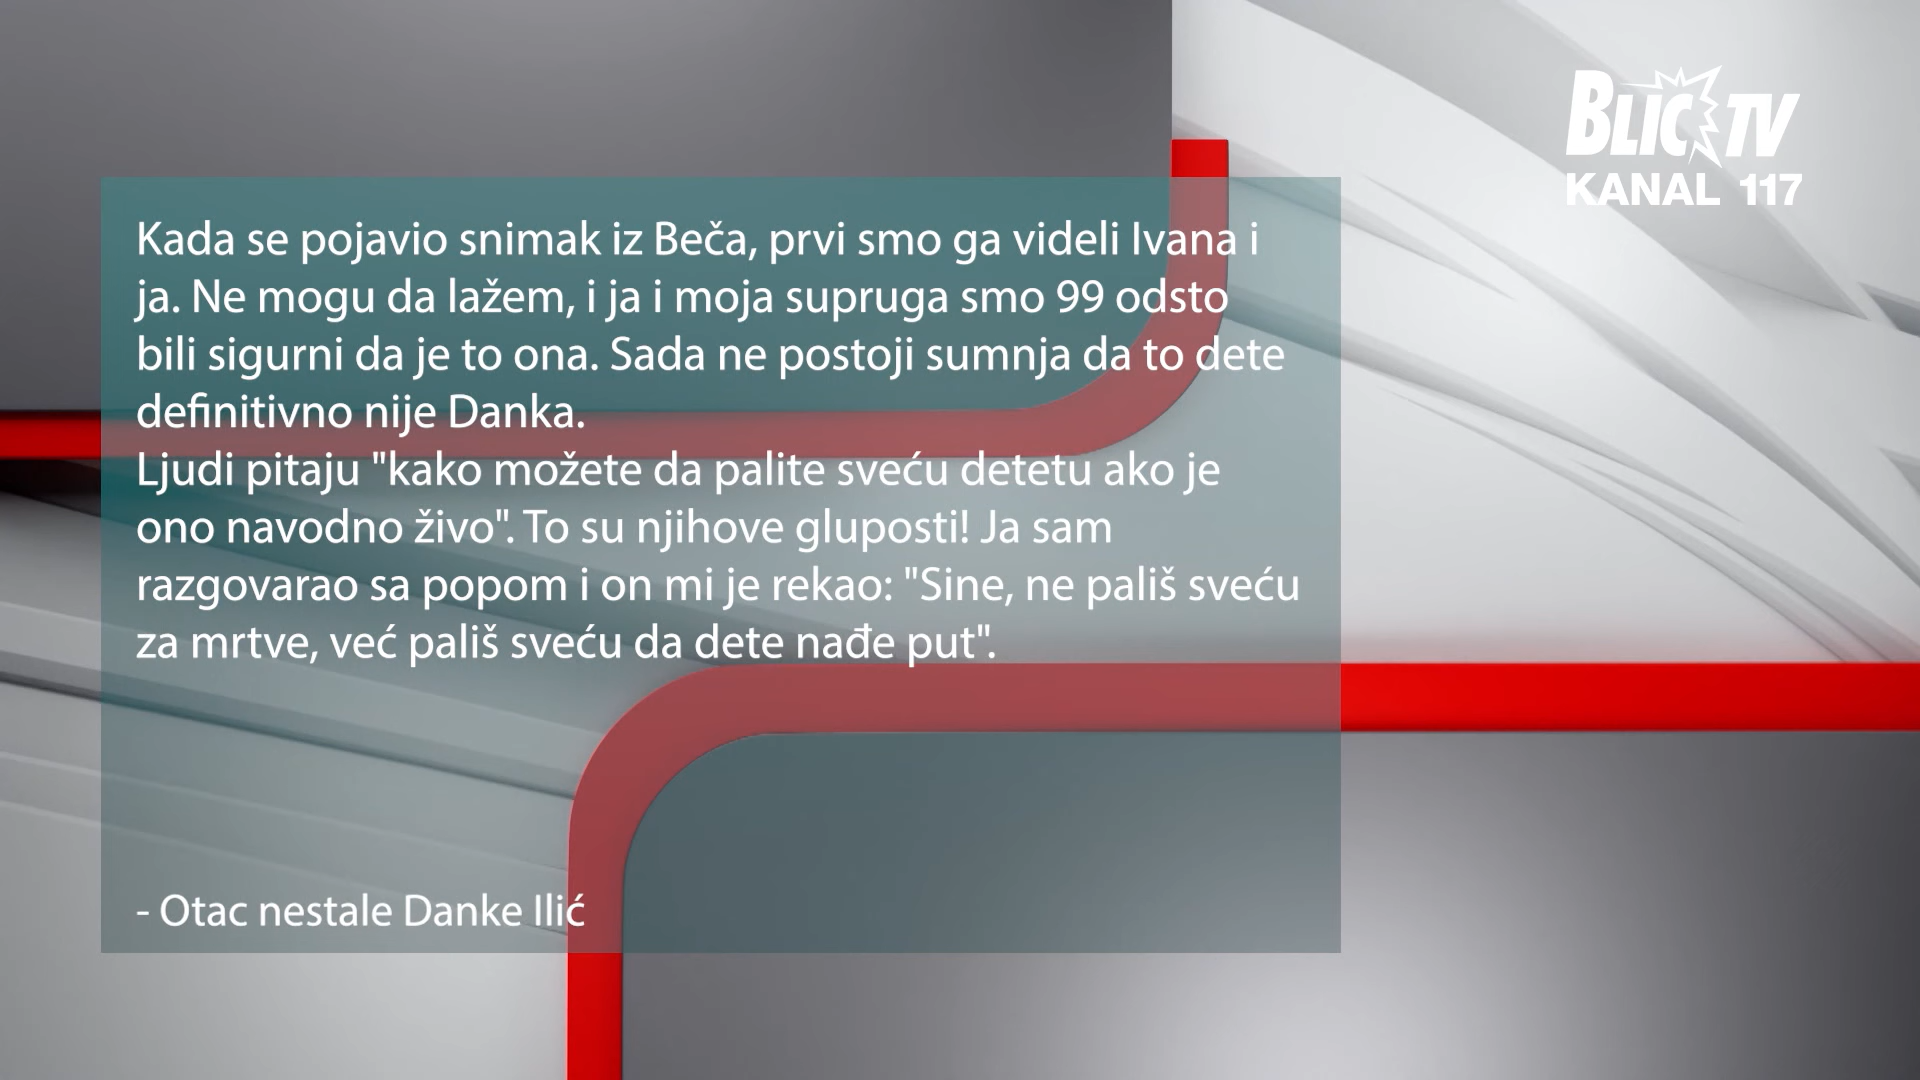 BLIC TV
KANAL 117
Kada se pojavio snimak iz Beča, prvi smo ga videli Ivana i
ja. Ne mogu da lažem, i ja i moja supruga smo 99 odsto
bili sigurni da je to ona. Sada ne postoji sumnja da to dete
definitivno nije Danka.
Ljudi pitaju "kako možete da palite sveću detetu ako je
ono navodno živo". To su njihove gluposti! Ja sam
razgovarao sa popom i on mi je rekao: "Sine, ne pališ sveću
za mrtve, već pališ sveću da dete nađe put".
- Otac nestale Danke Ilić